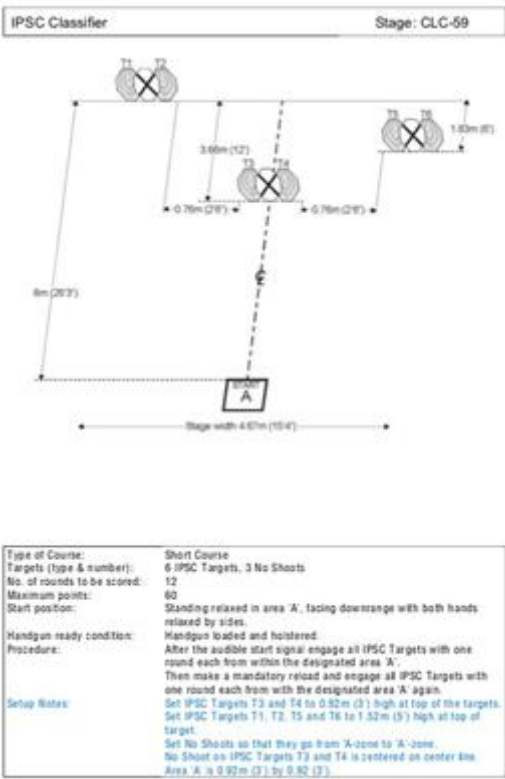 IPSC Classifier Stage: CLC-59
T1 T2
T5 T6
1.83m (6')
3.66m (12')
T3 T4
0.76m (2'6") 0.76m (2'6")
8m (26'3")
START
A
Stage width 4.67m (15'4")
Type of Course: Short Course
Targets (type & number): 6 IPSC Targets, 3 No Shoots
No. of rounds to be scored: 12
Maximum points: 60
Start position: Standing relaxed in area 'A', facing downrange with both hands
relaxed by sides.
Handgun ready condition: Handgun loaded and holstered.
Procedure: After the audible start signal engage all IPSC Targets with one
round each from within the designated area 'A'.
Then make a mandatory reload and engage all IPSC Targets with
one round each from with the designated area 'A' again.
Setup Notes: Set IPSC Targets T3 and T4 to 0.92m (3') high at top of the targets.
Set IPSC Targets T1, T2, T5 and T6 to 1.52m (5') high at top of
target.
Set No Shoots so that they go from 'A-zone to 'A'-zone.
No Shoot on IPSC Targets T3 and T4 is centered on center line.
Area 'A' is 0.92m (3') by 0.92 (3').